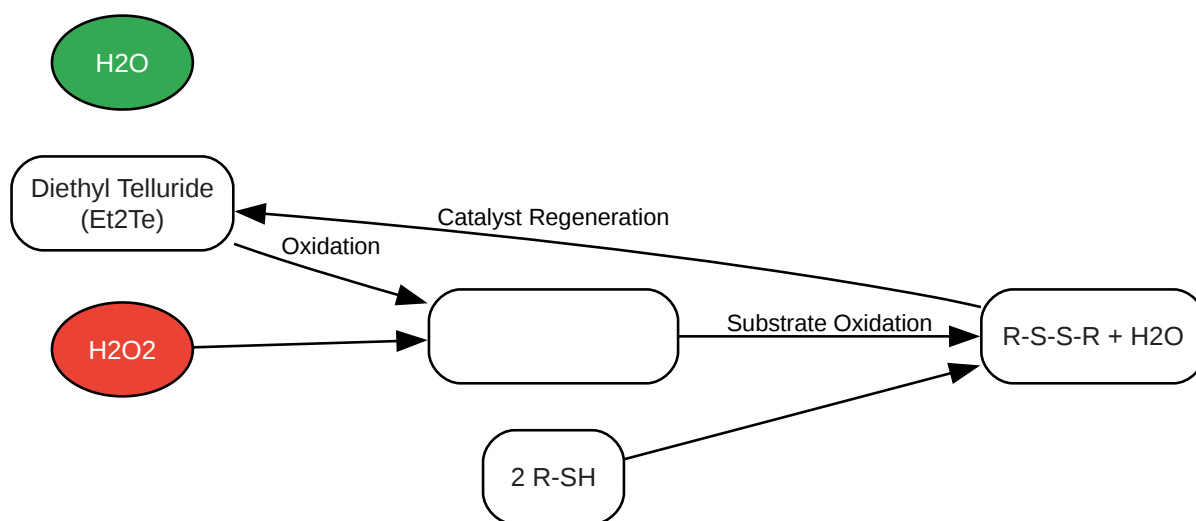 H2O
Diethyl Telluride
(Et2Te)
Catalyst Regeneration
Oxidation
H2O2
Substrate Oxidation
R-S-S-R + H2O
2 R-SH